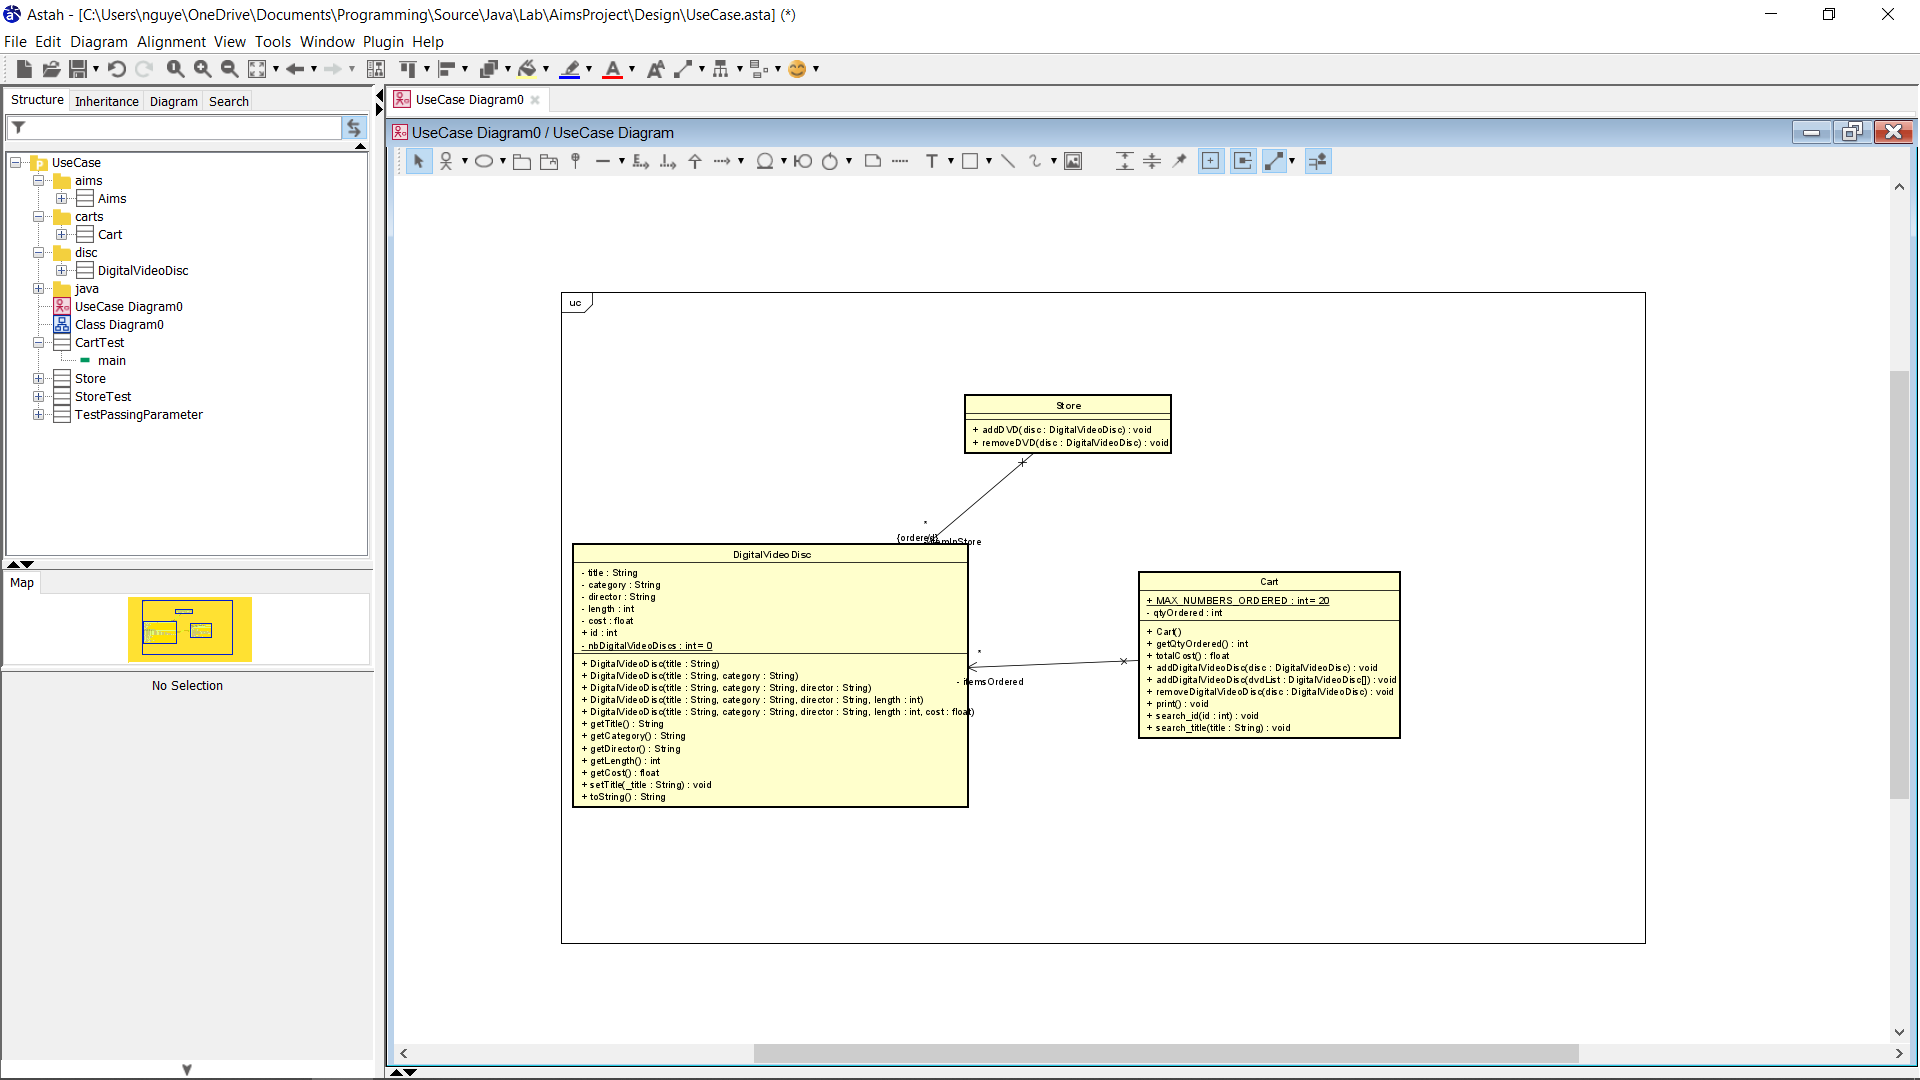 Astah - [C:\Users\nguye\OneDrive\Documents\Programming\Source\Java\Lab\AimsProject\Design\UseCase.asta] (*)
File Edit Diagram Alignment View Tools Window Plugin Help
Structure Inheritance Diagram Search
UseCase
aims
Aims
carts
Cart
disc
DigitalVideoDisc
java
UseCase Diagram0
Class Diagram0
CartTest
main
Store
StoreTest
TestPassingParameter
Map
No Selection
UseCase Diagram0
UseCase Diagram0 / UseCase Diagram
uc
Store
+ addDVD(disc : DigitalVideoDisc) : void
+ removeDVD(disc : DigitalVideoDisc) : void
*
{ordered}
DigitalVideoDisc
- title : String
- category : String
- director : String
- length : int
- cost : float
+ id : int
- nbDigitalVideoDiscs : int = 0
+ DigitalVideoDisc(title : String)
+ DigitalVideoDisc(title : String, category : String)
+ DigitalVideoDisc(title : String, category : String, director : String)
+ DigitalVideoDisc(title : String, category : String, director : String, length : int)
+ DigitalVideoDisc(title : String, category : String, director : String, length : int, cost : float)
+ getTitle() : String
+ getCategory() : String
+ getDirector() : String
+ getLength() : int
+ getCost() : float
+ setTitle(_title : String) : void
+ toString() : String
*
- itemsOrdered
Cart
+ MAX_NUMBERS_ORDERED : int = 20
- qtyOrdered : int
+ Cart()
+ getQtyOrdered() : int
+ totalCost() : float
+ addDigitalVideoDisc(disc : DigitalVideoDisc) : void
+ addDigitalVideoDisc(dvdList : DigitalVideoDisc[]) : void
+ removeDigitalVideoDisc(disc : DigitalVideoDisc) : void
+ print() : void
+ search_id(id : int) : void
+ search_title(title : String) : void